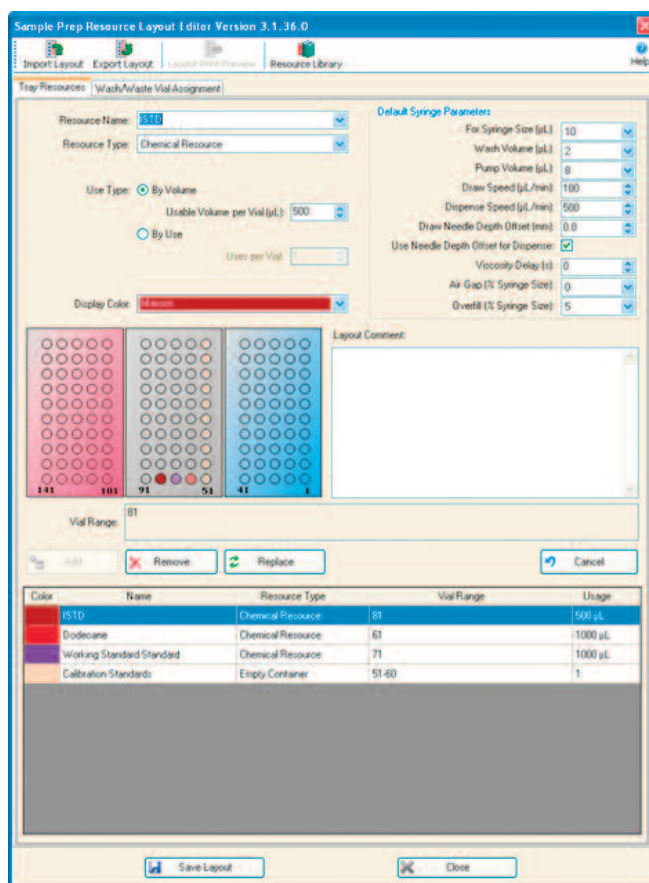 Sample Prep Resource Layout Editor Version 3.1.36.0
Import Layout Export Layout Layout Print Preview Resource Library Help
Tray Resources Wash/Waste Vial Assignment
Resource Name: ISTD
Resource Type: Chemical Resource
Use Type: By Volume
Usable Volume per Vial (µL): 500
By Use
Uses per Vial: 1
Display Color: Maroon
Default Syringe Parameters
For Syringe Size (µL): 10
Wash Volume (µL): 2
Pump Volume (µL): 8
Draw Speed (µL/min): 100
Dispense Speed (µL/min): 500
Draw Needle Depth Offset (mm): 0.0
Use Needle Depth Offset for Dispense:
Viscosity Delay (s): 0
Air Gap (% Syringe Size): 0
Overfill (% Syringe Size): 5
141 101 91 51 41 1
Layout Comment:
Vial Range: 81
Add Remove Replace Cancel
Color Name Resource Type Vial Range Usage
ISTD Chemical Resource 81 500 µL
Dodecane Chemical Resource 61 1000 µL
Working Standard Standard Chemical Resource 71 1000 µL
Calibration Standards Empty Container 51-60 1
Save Layout Close